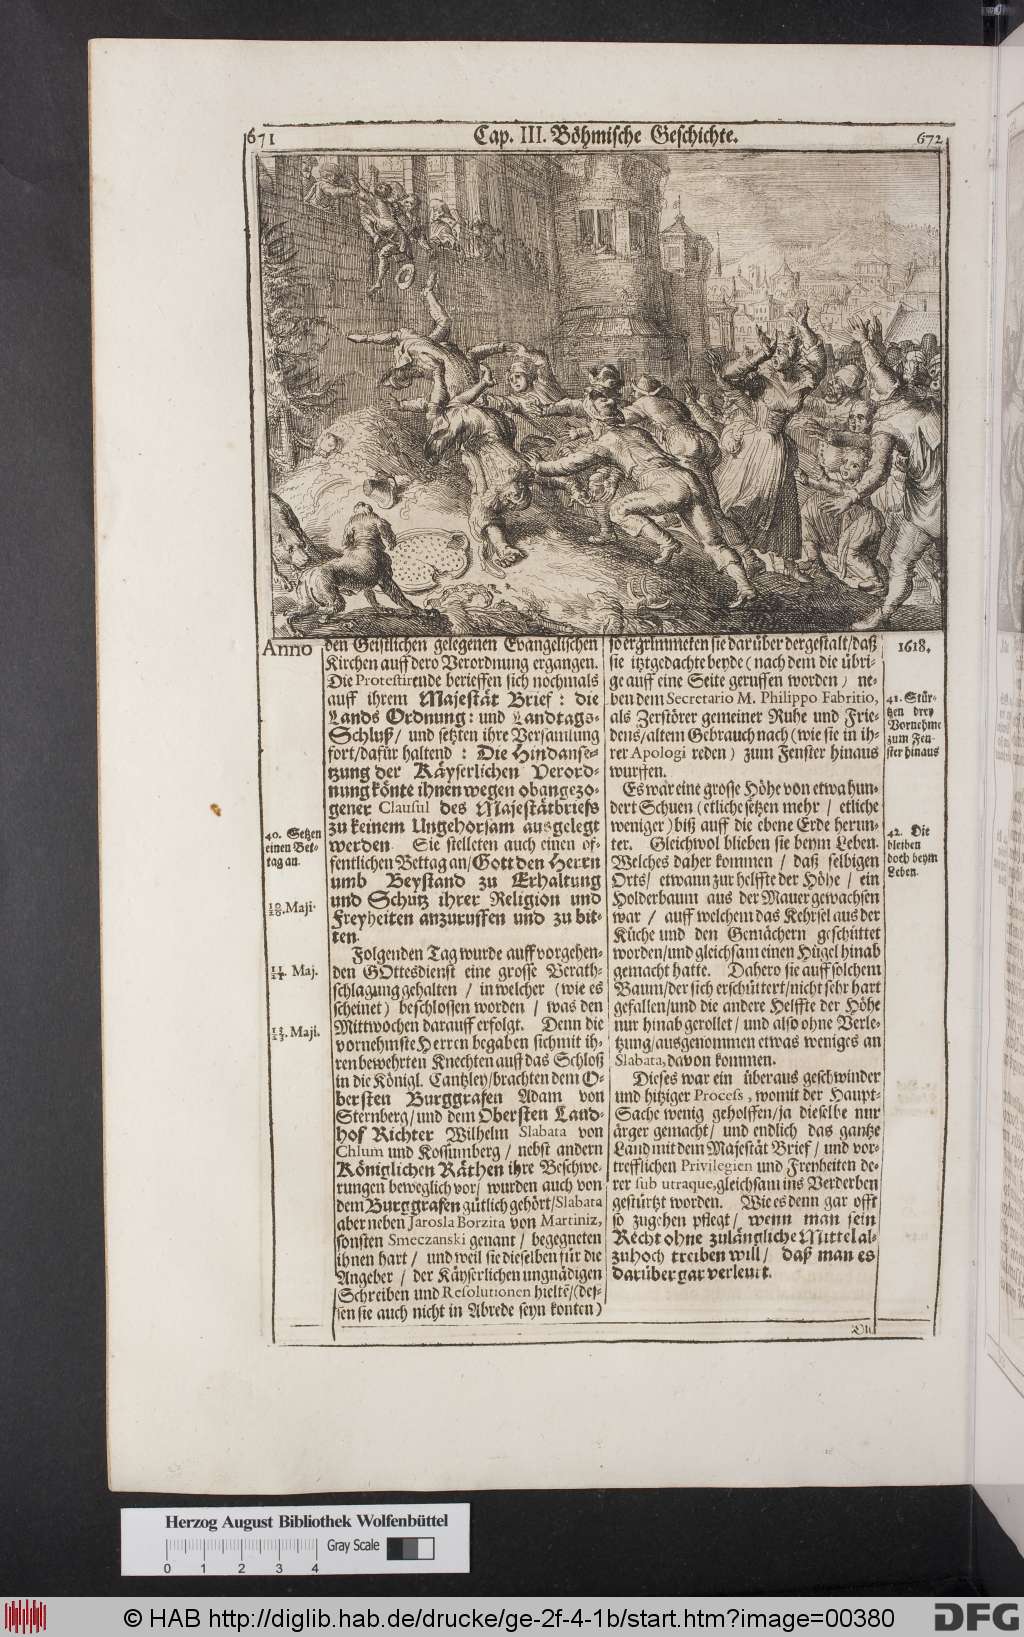 671
Cap. III. Böhmische Geschichte.
672
Anno
den Geistlichen gelegenen Evangelischen
Kirchen auff dero Verordnung ergangen.
Die Protestirende berieffen sich nochmals
auff ihrem Majestät Brief: die
Lands Ordnung: und Landtags-
Schluß/ und setzten ihre Versamlung
fort/dafür haltend: Die Hindanse-
tzung der Käyserlichen Verord-
nung könte ihnen wegen obangezo-
gener Clausul des Majestätbriefs
zu keinem Ungehorsam ausgelegt
werden. Sie stelleten auch einen öf-
fentlichen Bettag an/ Gott den Herrn
umb Beystand zu Erhaltung
und Schutz ihrer Religion und
Freyheiten anzuruffen und zu bit-
ten.
Folgenden Tag wurde auff vorgehen-
den GOttesdienst eine grosse Berath-
schlagung gehalten / in welcher (wie es
scheinet) beschlossen worden / was den
Mittwochen darauff erfolgt. Denn die
vornehmste Herren begaben sich mit ih-
ren bewehrten Knechten auff das Schloß
in die Königl. Cantzley/brachten dem O-
bersten Burggrafen Adam von
Sternberg/und dem Obersten Land-
hof Richter Wilhelm Slabata von
Chlum und Kossumberg / nebst andern
Königlichen Räthen ihre Beschwe-
rungen beweglich vor/ wurden auch von
dem Burggrafen gütlich gehört/Slabata
aber neben Jarosla Borzita von Martiniz,
sonsten Smeczanski genant / begegneten
ihnen hart / und weil sie dieselben für die
Angeber / der Käyserlichen ungnädigen
Schreiben und Resolutionen hielte/(des-
sen sie auch nicht in Abrede seyn konten)
40. Setzen
einen Bet-
tag an.
10/20. Maji.
11/21. Maj.
13/23. Maji.
so ergrimmeten sie darüber dergestalt/daß
sie itztgedachte beyde (nach dem die übri-
ge auff eine Seite geruffen worden) ne-
ben dem Secretario M. Philippo Fabritio,
als Zerstörer gemeiner Ruhe und Frie-
dens/altem Gebrauch nach (wie sie in ih-
rer Apologi reden) zum Fenster hinaus
wurffen.
Es war eine grosse Höhe von etwa hun-
dert Schuen (etliche setzen mehr / etliche
weniger) biß auff die ebene Erde herun-
ter. Gleichwol blieben sie beym Leben.
Welches daher kommen / daß selbigen
Orts/ etwann zur helffte der Höhe / ein
Holderbaum aus der Mauer gewachsen
war / auff welchem das Kehrsel aus der
Küche und den Gemächern geschüttet
worden/und gleichsam einen Hügel hinab
gemacht hatte. Dahero sie auff solchem
Baum/der sich erschüttert/nicht sehr hart
gefallen/und die andere Helffte der Höhe
nur hinab gerollet/ und also ohne Verle-
tzung/ausgenommen etwas weniges an
Slabata, davon kommen.
Dieses war ein überaus geschwinder
und hitziger Process, womit der Haupt-
Sache wenig geholffen/ja dieselbe nur
ärger gemacht/ und endlich das gantze
Land mit dem Majestät Brief/ und vor-
trefflichen Privilegien und Freyheiten de-
rer sub utraque, gleichsam ins Verderben
gestürtzt worden. Wie es denn gar offt
so zugehen pflegt/ wenn man sein
Recht ohne zulängliche Mittel al-
zuhoch treiben will/ daß man es
darüber gar verleurt.
1618.
41. Stür-
tzen drey
Vornehme
zum Fen-
ster hinaus
42. Die
bleiben
doch beym
Leben.
Herzog August Bibliothek Wolfenbüttel
Gray Scale
0 1 2 3 4
© HAB http://diglib.hab.de/drucke/ge-2f-4-1b/start.htm?image=00380
DFG